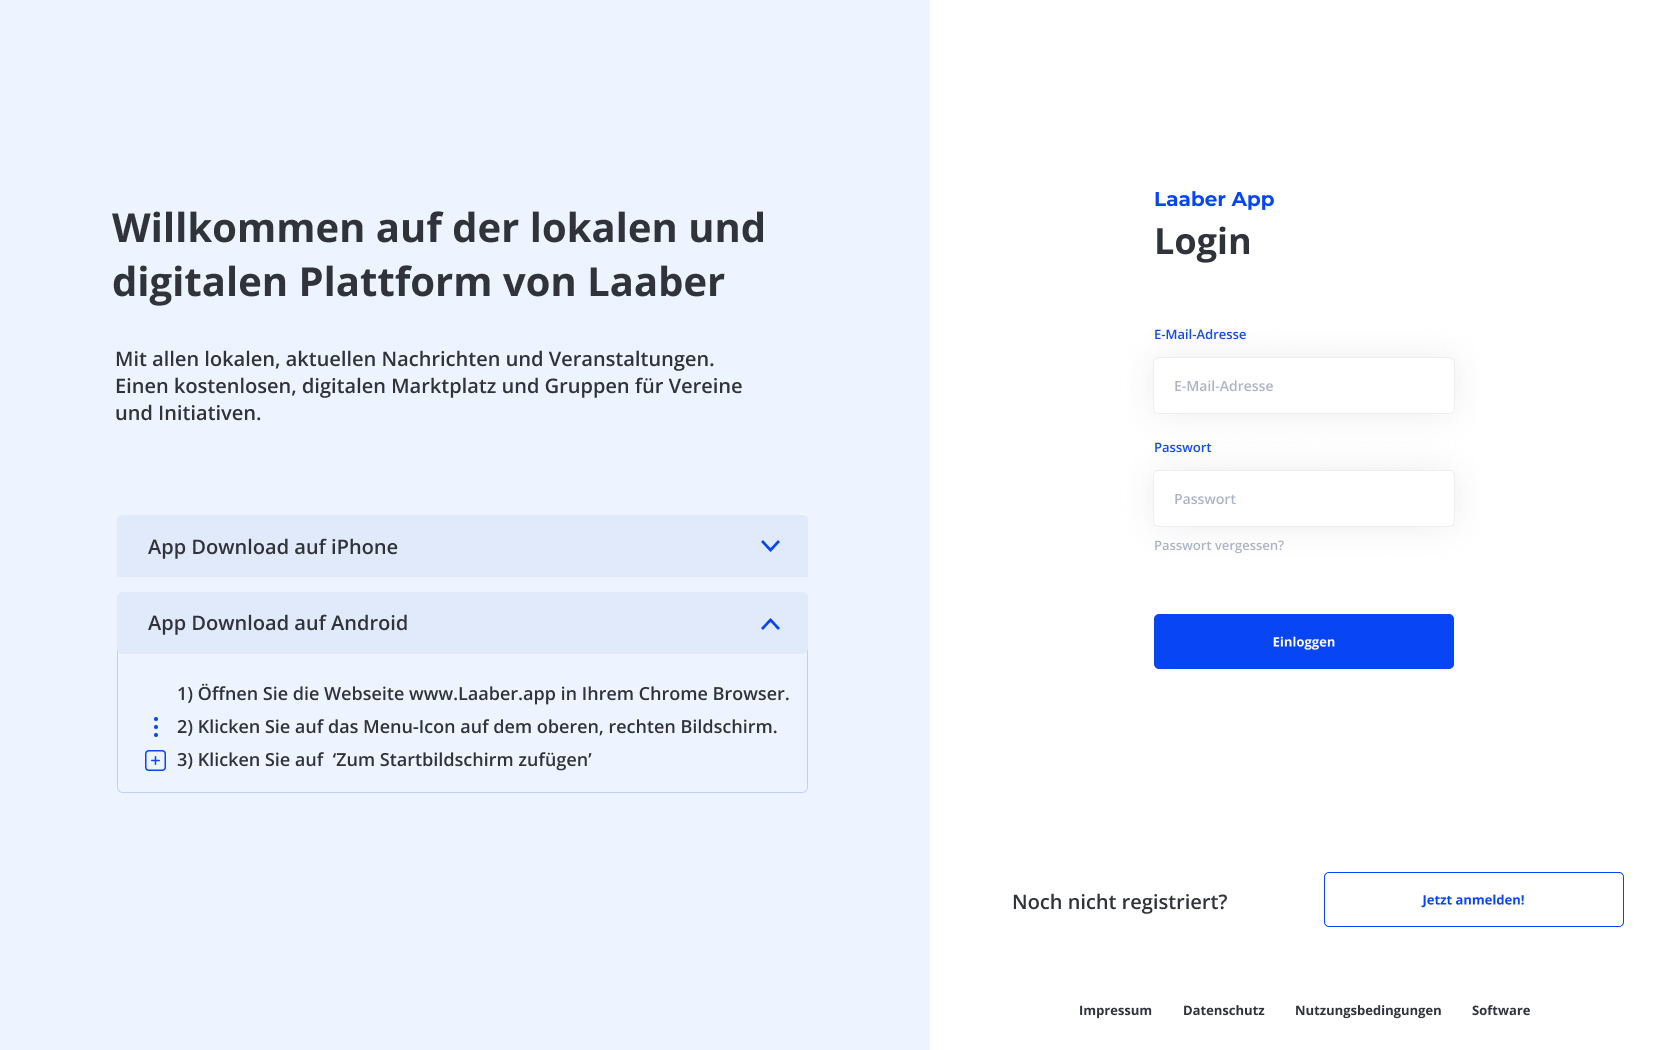 Willkommen auf der lokalen und
digitalen Plattform von Laaber
Mit allen lokalen, aktuellen Nachrichten und Veranstaltungen.
Einen kostenlosen, digitalen Marktplatz und Gruppen für Vereine
und Initiativen.
App Download auf iPhone
App Download auf Android
1) Öffnen Sie die Webseite www.Laaber.app in Ihrem Chrome Browser.
2) Klicken Sie auf das Menu-Icon auf dem oberen, rechten Bildschirm.
3) Klicken Sie auf  ‘Zum Startbildschirm zufügen’
Laaber App
Login
E-Mail-Adresse
E-Mail-Adresse
Passwort
Passwort
Passwort vergessen?
Einloggen
Noch nicht registriert?
Jetzt anmelden!
Impressum Datenschutz Nutzungsbedingungen Software